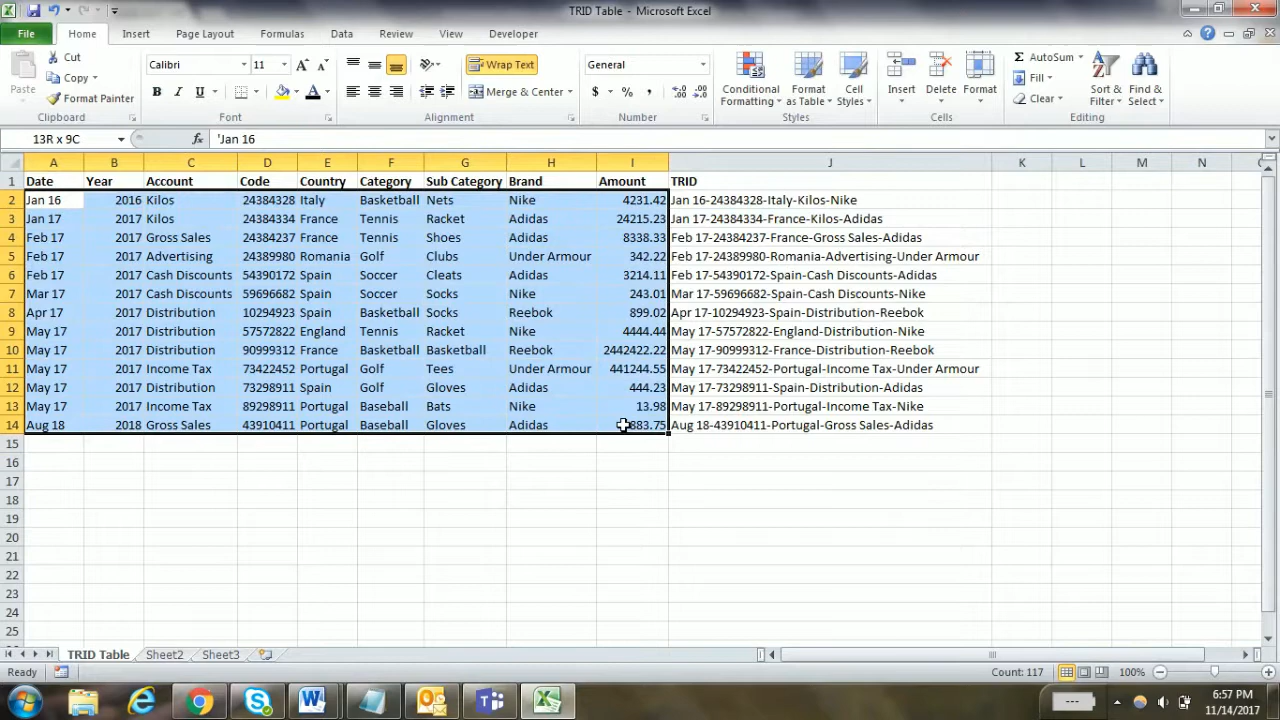 TRID Table - Microsoft Excel
File Home Insert Page Layout Formulas Data Review View Developer
Cut
Copy
Format Painter
Paste
Clipboard
Calibri 11
B I U A
Font
Wrap Text
Merge & Center
Alignment
General
$ % ,
Number
Conditional Formatting
Format as Table
Cell Styles
Styles
Insert Delete Format
Cells
AutoSum
Fill
Clear
Sort & Filter
Find & Select
Editing
13R x 9C fx 'Jan 16
A B C D E F G H I J K L M N
1 Date Year Account Code Country Category Sub Category Brand Amount TRID
2 Jan 16 2016 Kilos 24384328 Italy Basketball Nets Nike 4231.42 Jan 16-24384328-Italy-Kilos-Nike
3 Jan 17 2017 Kilos 24384334 France Tennis Racket Adidas 24215.23 Jan 17-24384334-France-Kilos-Adidas
4 Feb 17 2017 Gross Sales 24384237 France Tennis Shoes Adidas 8338.33 Feb 17-24384237-France-Gross Sales-Adidas
5 Feb 17 2017 Advertising 24389980 Romania Golf Clubs Under Armour 342.22 Feb 17-24389980-Romania-Advertising-Under Armour
6 Feb 17 2017 Cash Discounts 54390172 Spain Soccer Cleats Adidas 3214.11 Feb 17-54390172-Spain-Cash Discounts-Adidas
7 Mar 17 2017 Cash Discounts 59696682 Spain Soccer Socks Nike 243.01 Mar 17-59696682-Spain-Cash Discounts-Nike
8 Apr 17 2017 Distribution 10294923 Spain Basketball Socks Reebok 899.02 Apr 17-10294923-Spain-Distribution-Reebok
9 May 17 2017 Distribution 57572822 England Tennis Racket Nike 4444.44 May 17-57572822-England-Distribution-Nike
10 May 17 2017 Distribution 90999312 France Basketball Basketball Reebok 2442422.22 May 17-90999312-France-Distribution-Reebok
11 May 17 2017 Income Tax 73422452 Portugal Golf Tees Under Armour 441244.55 May 17-73422452-Portugal-Income Tax-Under Armour
12 May 17 2017 Distribution 73298911 Spain Golf Gloves Adidas 444.23 May 17-73298911-Spain-Distribution-Adidas
13 May 17 2017 Income Tax 89298911 Portugal Baseball Bats Nike 13.98 May 17-89298911-Portugal-Income Tax-Nike
14 Aug 18 2018 Gross Sales 43910411 Portugal Baseball Gloves Adidas Aug 18-43910411-Portugal-Gross Sales-Adidas
15
16
17
18
19
20
21
22
23
24
25
TRID Table Sheet2 Sheet3
Ready Count: 117 100%
6:57 PM
11/14/2017